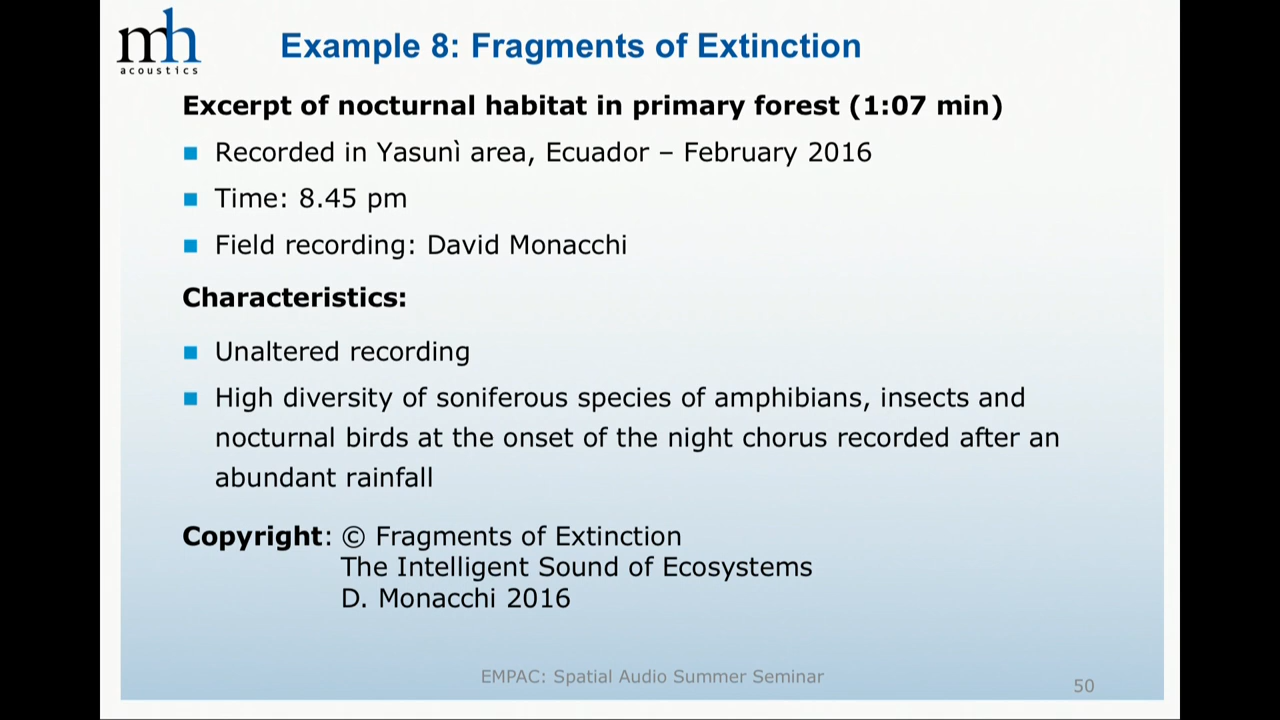 mh
acoustics
Example 8: Fragments of Extinction
Excerpt of nocturnal habitat in primary forest (1:07 min)
Recorded in Yasunì area, Ecuador – February 2016
Time: 8.45 pm
Field recording: David Monacchi
Characteristics:
Unaltered recording
High diversity of soniferous species of amphibians, insects and
nocturnal birds at the onset of the night chorus recorded after an
abundant rainfall
Copyright: © Fragments of Extinction
The Intelligent Sound of Ecosystems
D. Monacchi 2016
EMPAC: Spatial Audio Summer Seminar
50